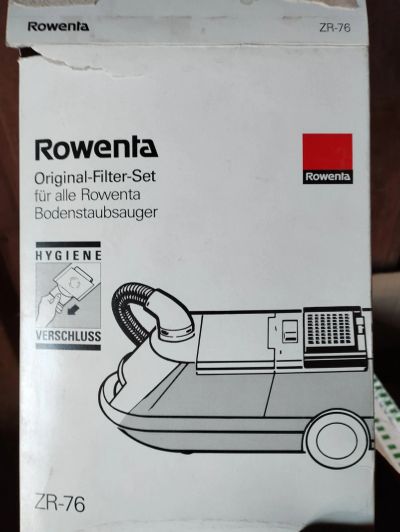 Rowenta ZR-76
Rowenta
Original-Filter-Set
für alle Rowenta
Bodenstaubsauger
Rowenta
HYGIENE
VERSCHLUSS
ZR-76